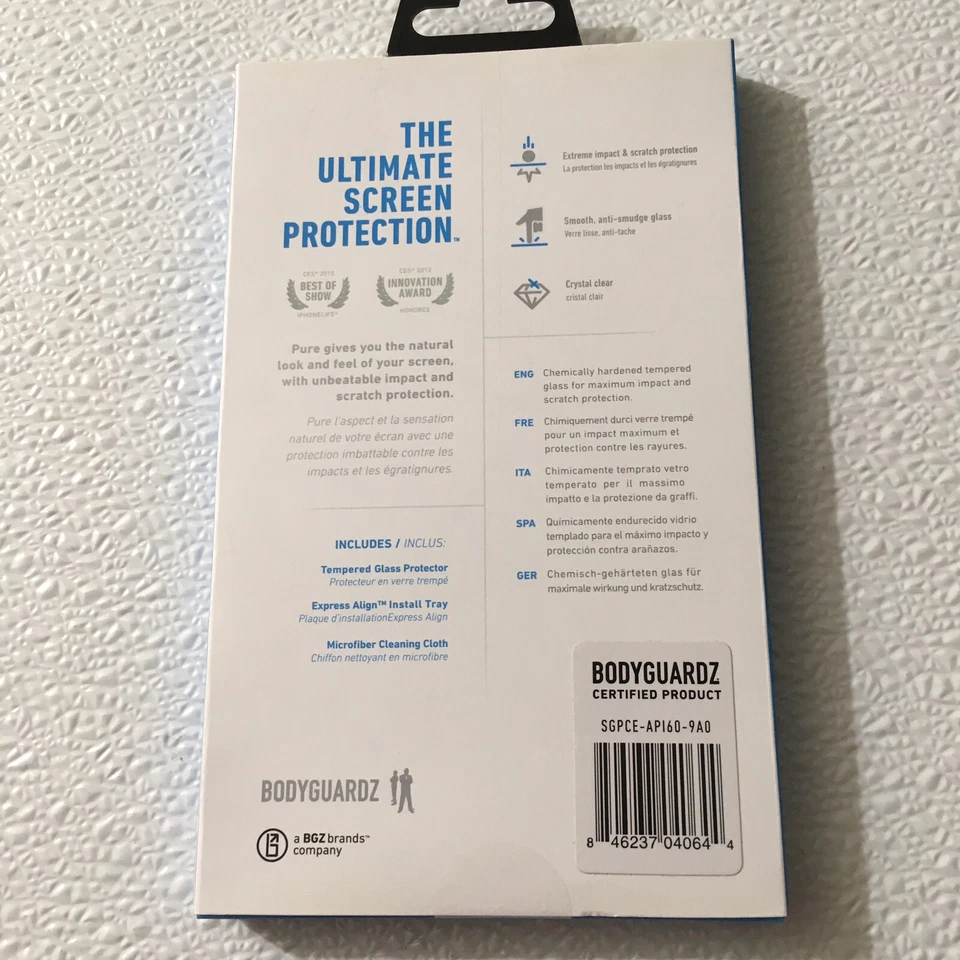 THE
ULTIMATE
SCREEN
PROTECTION™
CES® 2015
BEST OF
SHOW
IPHONELIFE™
CES® 2013
INNOVATION
AWARD
HONOREE
Pure gives you the natural
look and feel of your screen,
with unbeatable impact and
scratch protection.
Pure l'aspect et la sensation
naturel de votre écran avec une
protection imbattable contre les
impacts et les égratignures.
INCLUDES / INCLUS:
Tempered Glass Protector
Protecteur en verre trempé
Express Align™ Install Tray
Plaque d'installationExpress Align
Microfiber Cleaning Cloth
Chiffon nettoyant en microfibre
BODYGUARDZ
a BGZ brands™
company
Extreme impact & scratch protection
La protection les impacts et les égratignures
Smooth, anti-smudge glass
Verre lisse, anti-tache
Crystal clear
cristal clair
ENG Chemically hardened tempered
glass for maximum impact and
scratch protection.
FRE Chimiquement durci verre trempé
pour un impact maximum et
protection contre les rayures.
ITA Chimicamente temprato vetro
temperato per il massimo
impatto e la protezione da graffi.
SPA Químicamente endurecido vidrio
templado para el máximo impacto y
protección contra arañazos.
GER Chemisch-gehärteten glas für
maximale wirkung und kratzschutz.
BODYGUARDZ
CERTIFIED PRODUCT
SGPCE-API60-9A0
8 46237 04064 4